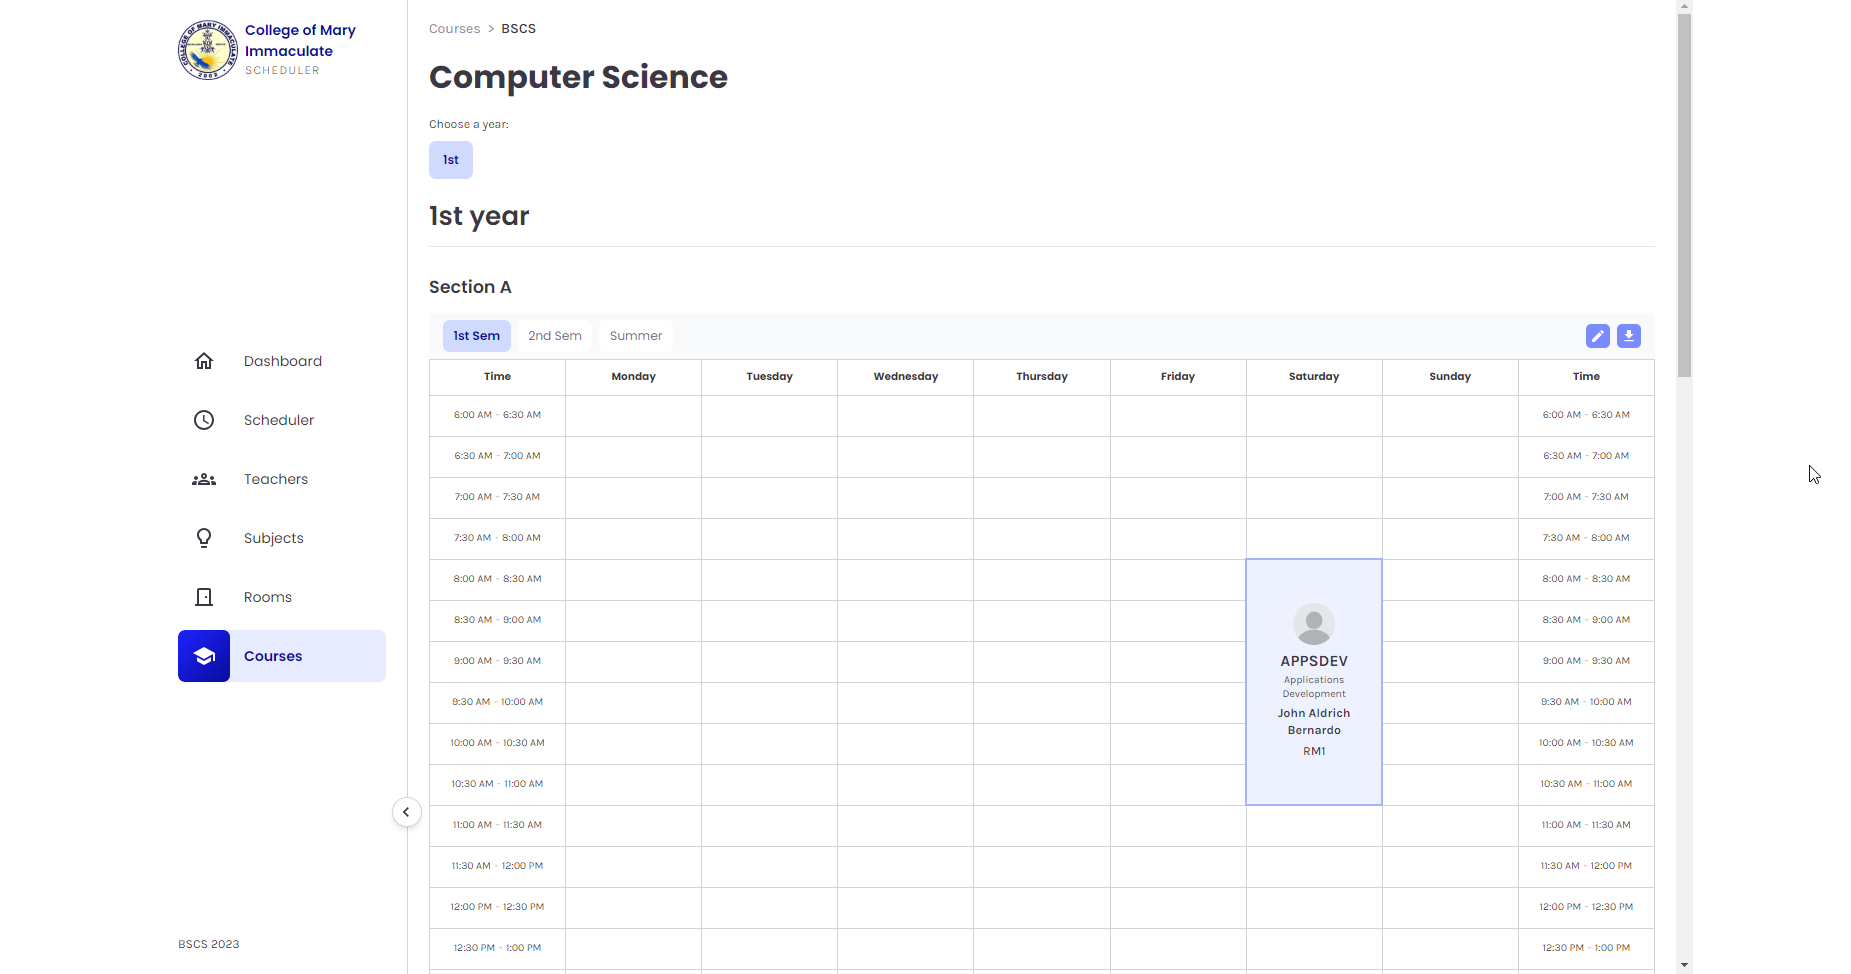 College of Mary
Immaculate
SCHEDULER
Dashboard
Scheduler
Teachers
Subjects
Rooms
Courses
BSCS 2023
Courses > BSCS
Computer Science
Choose a year:
1st
1st year
Section A
1st Sem 2nd Sem Summer
Time Monday Tuesday Wednesday Thursday Friday Saturday Sunday Time
6:00 AM - 6:30 AM 6:00 AM - 6:30 AM
6:30 AM - 7:00 AM 6:30 AM - 7:00 AM
7:00 AM - 7:30 AM 7:00 AM - 7:30 AM
7:30 AM - 8:00 AM 7:30 AM - 8:00 AM
8:00 AM - 8:30 AM 8:00 AM - 8:30 AM
8:30 AM - 9:00 AM 8:30 AM - 9:00 AM
9:00 AM - 9:30 AM APPSDEV 9:00 AM - 9:30 AM
Applications
Development
9:30 AM - 10:00 AM 9:30 AM - 10:00 AM
John Aldrich
Bernardo
10:00 AM - 10:30 AM RM1 10:00 AM - 10:30 AM
10:30 AM - 11:00 AM 10:30 AM - 11:00 AM
11:00 AM - 11:30 AM 11:00 AM - 11:30 AM
11:30 AM - 12:00 PM 11:30 AM - 12:00 PM
12:00 PM - 12:30 PM 12:00 PM - 12:30 PM
12:30 PM - 1:00 PM 12:30 PM - 1:00 PM